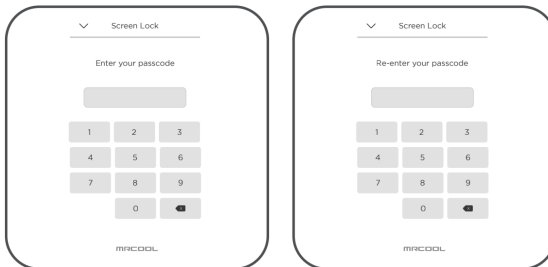 Screen Lock
Enter your passcode
1 2 3
4 5 6
7 8 9
0
MRCOOL
Screen Lock
Re-enter your passcode
1 2 3
4 5 6
7 8 9
0
MRCOOL